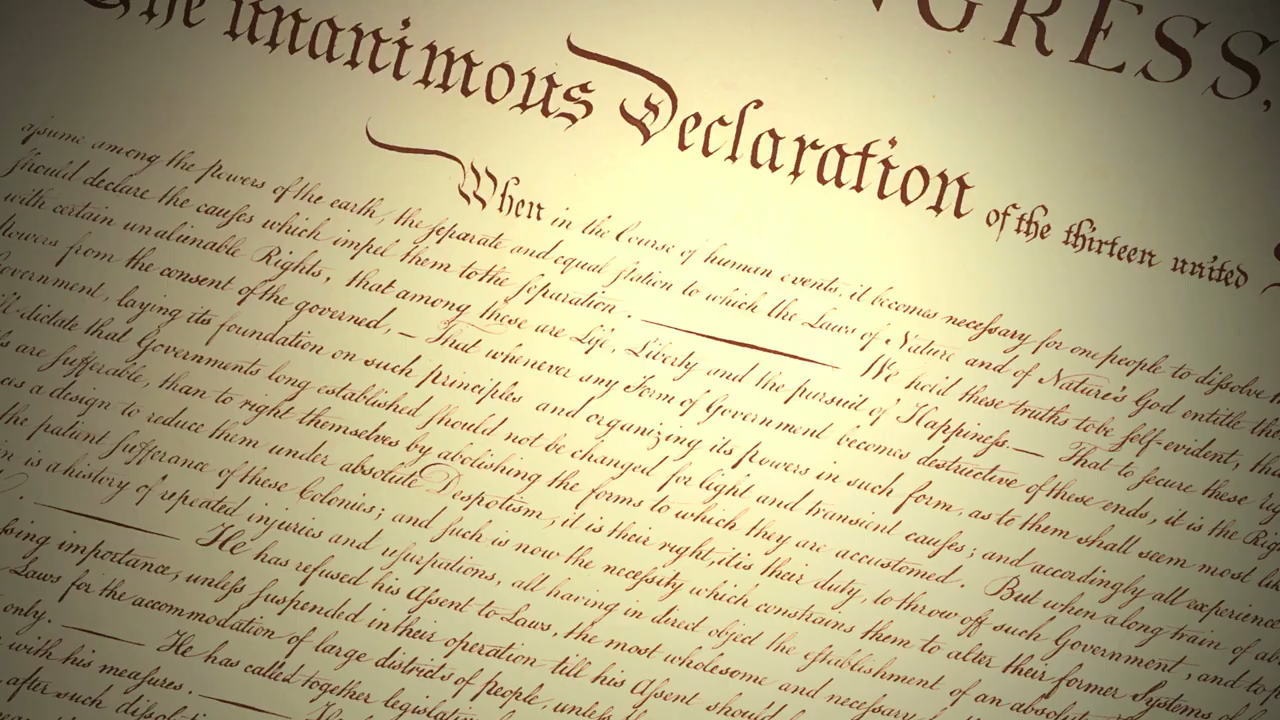 NGRESS,
The unanimous Declaration of the thirteen united
When in the Course of human events, it becomes necessary for one people to dissolve
assume among the powers of the earth, the separate and equal station to which the Laws of Nature and of Nature's God entitle
should declare the causes which impel them to the separation. — We hold these truths to be self-evident,
with certain unalienable Rights, that among these are Life, Liberty and the pursuit of Happiness.— That to secure these
Powers from the consent of the governed, — That whenever any Form of Government becomes destructive of these ends, it is the
overnment, laying its foundation on such principles and organizing its powers in such form, as to them shall seem most
dictate that Governments long established should not be changed for light and transient causes; and accordingly all experience
are sufferable, than to right themselves by abolishing the forms to which they are accustomed. But when a long train of
a design to reduce them under absolute Despotism, it is their right, it is their duty, to throw off such Government, and to
the patient sufferance of these Colonies; and such is now the necessity which constrains them to alter their former Systems of
is a history of repeated injuries and usurpations, all having in direct object the establishment of an
— He has refused his Assent to Laws, the most wholesome and necessary
sing importance, unless suspended in their operation till his Assent should
Laws for the accommodation of large districts of people, unless
only. — He has called together
with his measures. —
after such